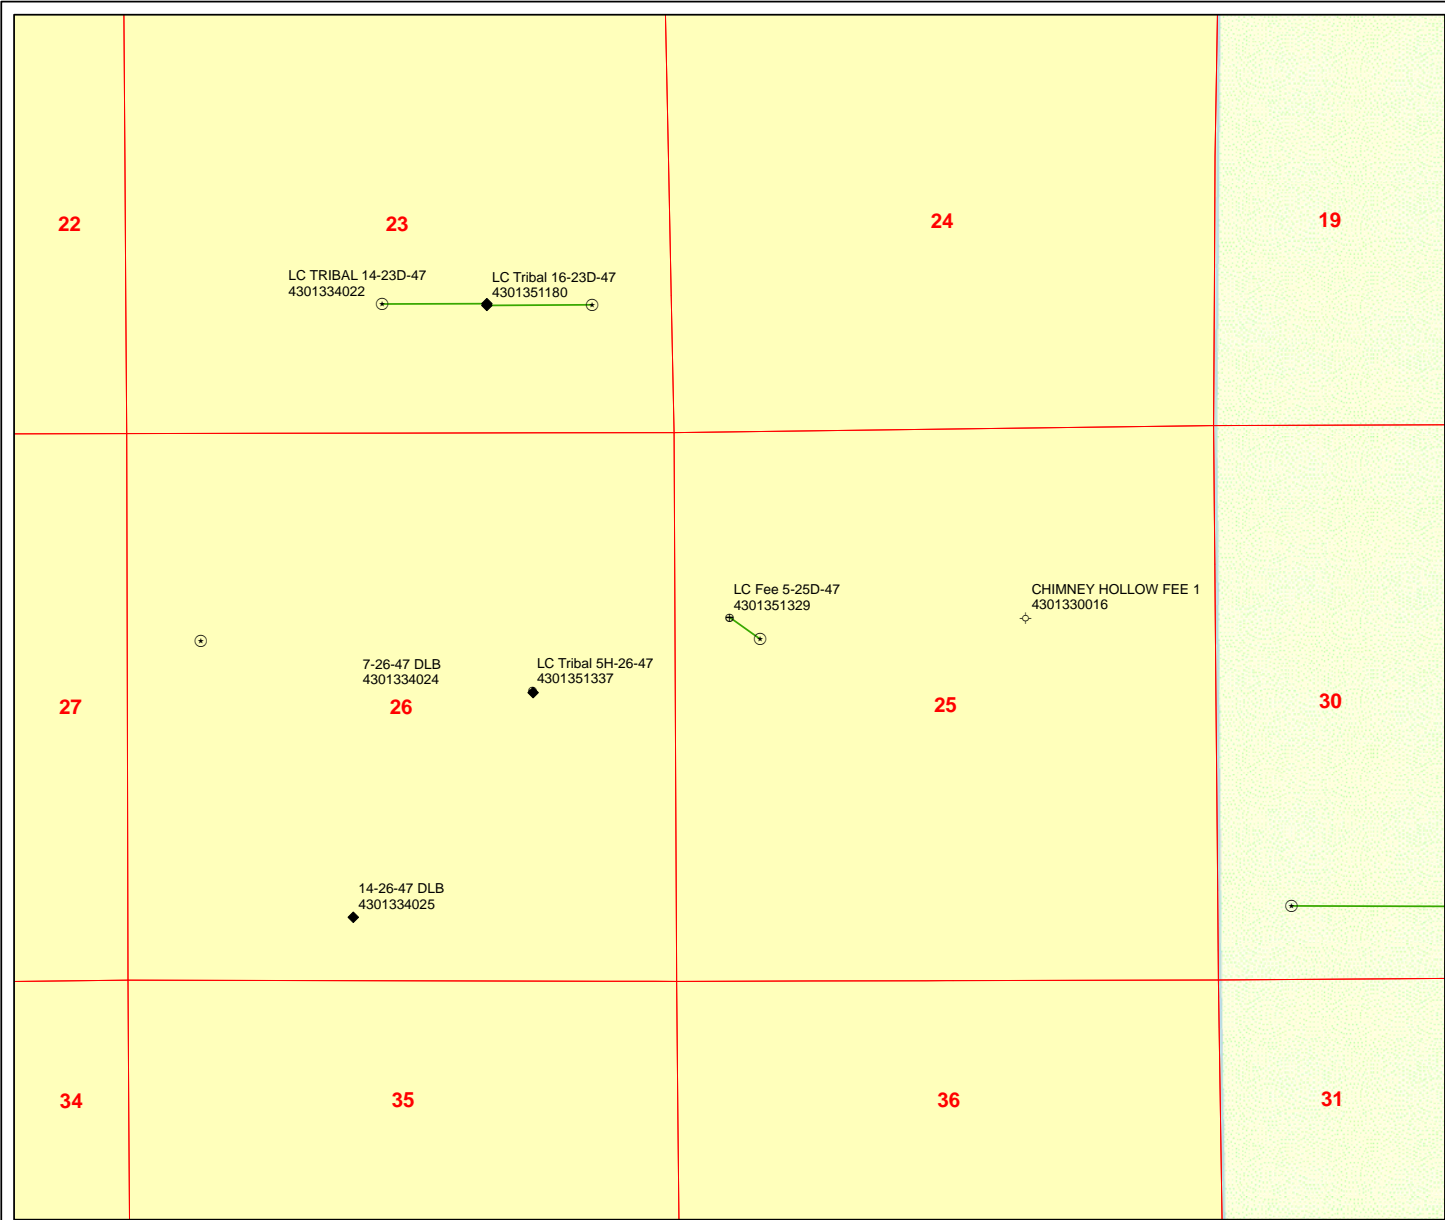 22
23
24
19
LC TRIBAL 14-23D-47
4301334022
LC Tribal 16-23D-47
4301351180
LC Fee 5-25D-47
4301351329
CHIMNEY HOLLOW FEE 1
4301330016
7-26-47 DLB
4301334024
LC Tribal 5H-26-47
4301351337
27
26
25
30
14-26-47 DLB
4301334025
34
35
36
31